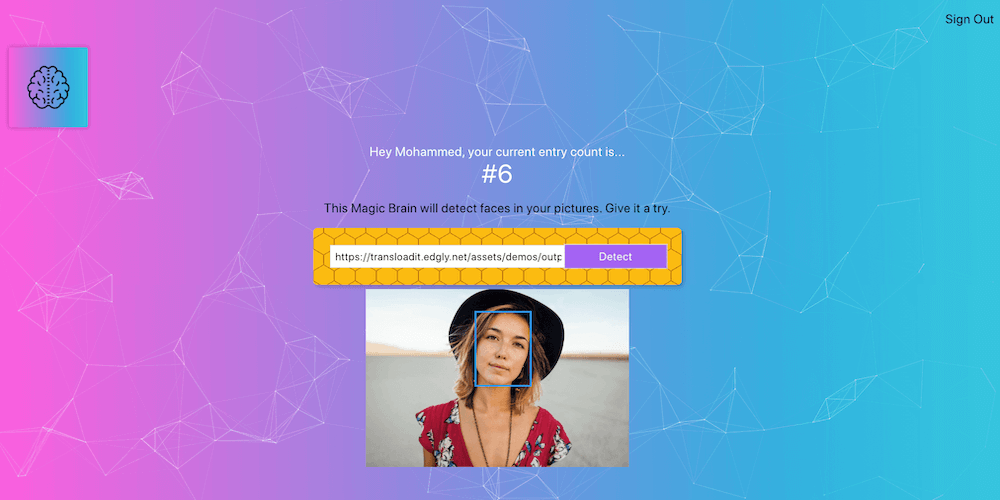 Sign Out
Hey Mohammed, your current entry count is...
#6
This Magic Brain will detect faces in your pictures. Give it a try.
https://transloadit.edgly.net/assets/demos/outp
Detect